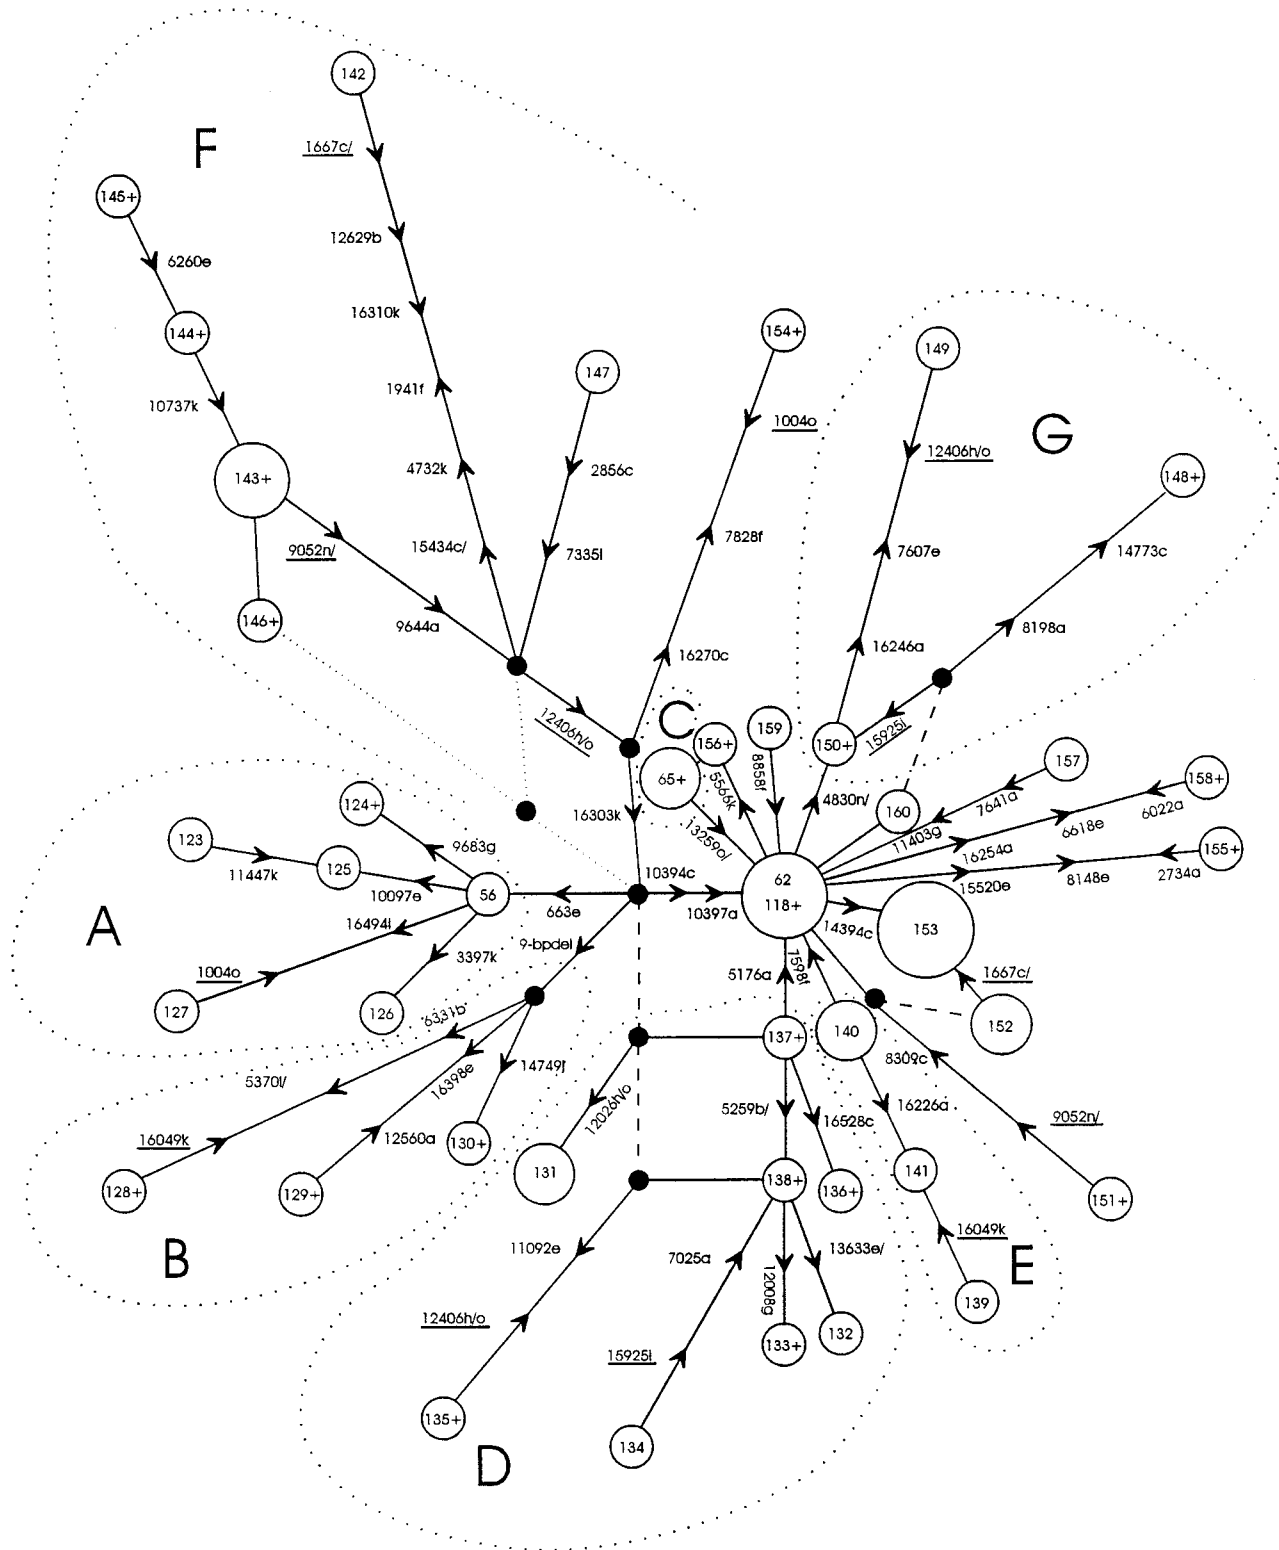 142
F
1667c/
145+
12629b
6260e
16310k
154+
144+
149
147
1941f
10737k
1004o
G
12406h/o
4732k
2856c
143+
148+
7828f
15434c/
7335l
7607e
14773c
9052n/
146+
9644a
16270c
16246a
8198a
12406h/o
C
159
156+
150+
15925i
65+
8858f
5566k
157
158+
124+
16303k
13259o/
4830n/
160
7641a
6022a
123
9683g
11403g
6618e
125
11447k
10394c
62
118+
16254a
155+
10097e
56
15520e
8148e
2734a
663e
10397a
A
16494l
14394c
153
9-bpdel
3397k
7598f
1004o
5176a
1667c/
127
126
6331b
137+
140
152
14749j
8309c
5370l/
16398e
12026h/o
5259b/
16528c
16226a
9052n/
16049k
12560a
130+
131
138+
136+
141
128+
129+
151+
B
11092e
7025a
12008g
13633e/
16049k
E
12406h/o
139
15925i
133+
132
135+
134
D